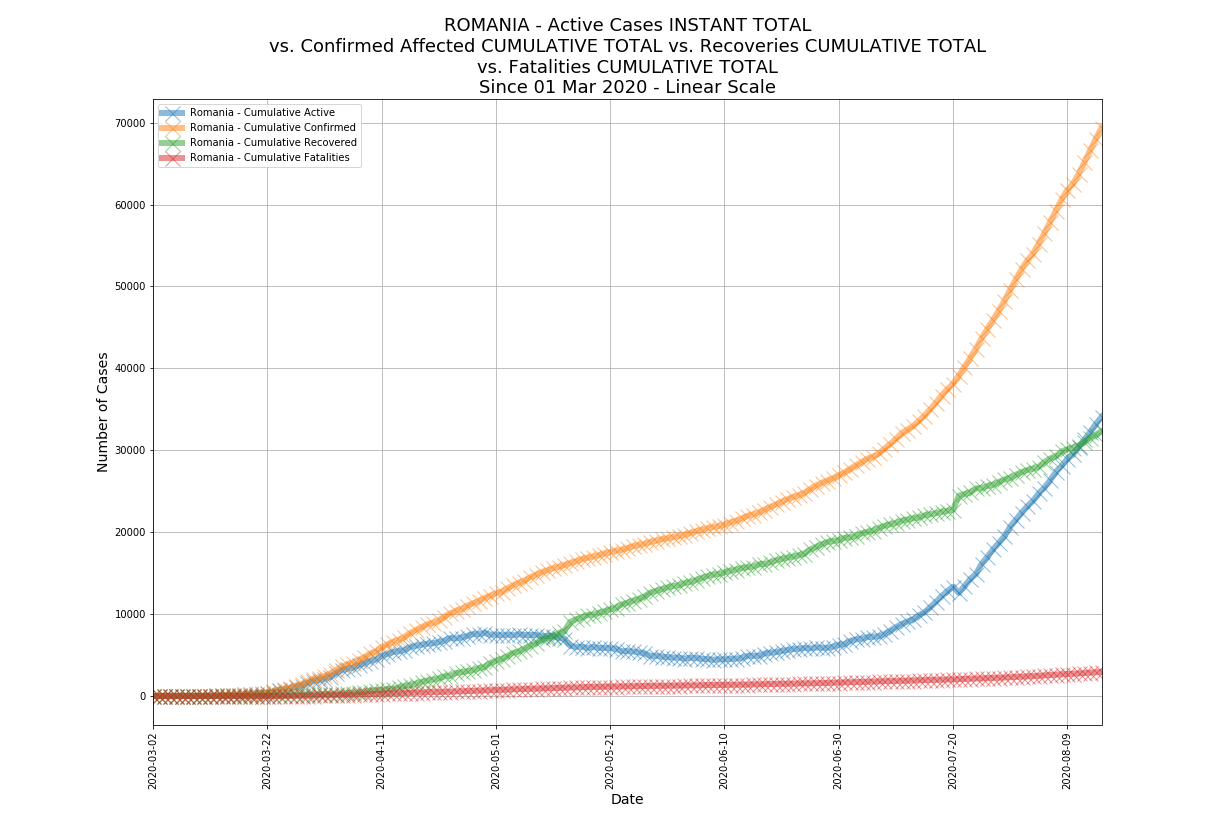 ROMANIA - Active Cases INSTANT TOTAL
vs. Confirmed Affected CUMULATIVE TOTAL vs. Recoveries CUMULATIVE TOTAL
vs. Fatalities CUMULATIVE TOTAL
Since 01 Mar 2020 - Linear Scale
Romania - Cumulative Active
Romania - Cumulative Confirmed
Romania - Cumulative Recovered
Romania - Cumulative Fatalities
Number of Cases
70000
60000
50000
40000
30000
20000
10000
0
2020-03-02
2020-03-22
2020-04-11
2020-05-01
2020-05-21
2020-06-10
2020-06-30
2020-07-20
2020-08-09
Date